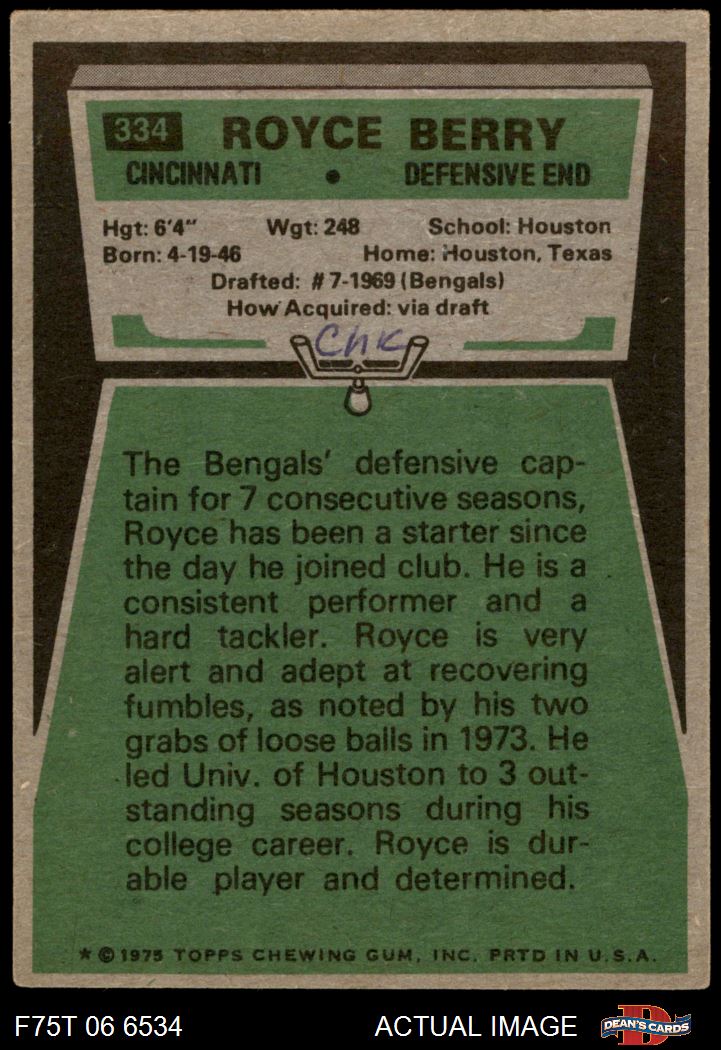 334 ROYCE BERRY
CINCINNATI • DEFENSIVE END
Hgt: 6'4" Wgt: 248 School: Houston
Born: 4-19-46 Home: Houston, Texas
Drafted: #7-1969 (Bengals)
How Acquired: via draft
CHK
The Bengals' defensive cap-
tain for 7 consecutive seasons,
Royce has been a starter since
the day he joined club. He is a
consistent performer and a
hard tackler. Royce is very
alert and adept at recovering
fumbles, as noted by his two
grabs of loose balls in 1973. He
led Univ. of Houston to 3 out-
standing seasons during his
college career. Royce is dur-
able player and determined.
★ © 1975 TOPPS CHEWING GUM, INC. PRTD IN U.S.A.
F75T 06 6534 ACTUAL IMAGE D DEAN'S CARDS